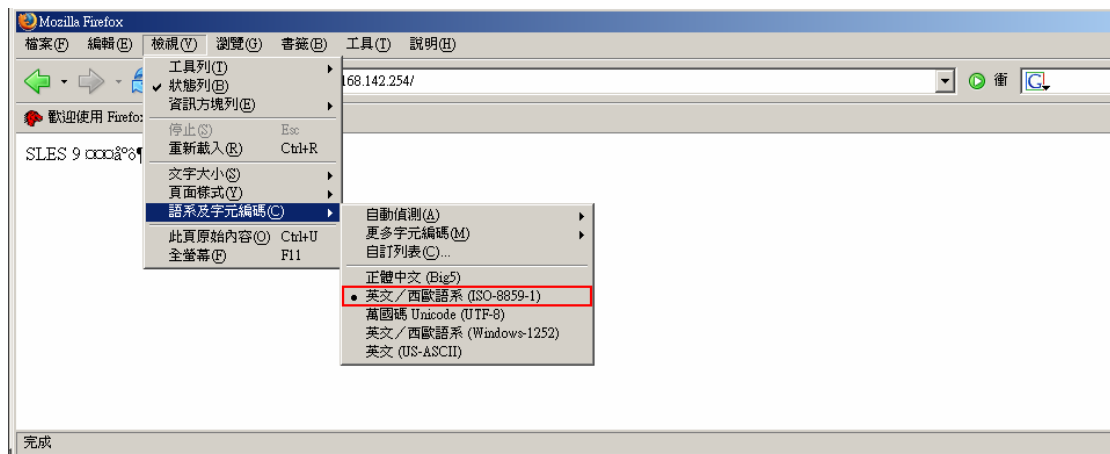 Mozilla Firefox
檔案(F) 編輯(E) 檢視(V) 瀏覽(G) 書籤(B) 工具(T) 說明(H)
工具列(T)
168.142.254/
衝
G
✓ 狀態列(B)
資訊方塊列(E)
歡迎使用 Firefo
停止(S) Esc
重新載入(R) Ctrl+R
SLES 9
文字大小(S)
頁面樣式(Y)
語系及字元編碼(C)
自動偵測(A)
更多字元編碼(M)
自訂列表(C)...
此頁原始內容(O) Ctrl+U
全螢幕(F) F11
正體中文 (Big5)
● 英文／西歐語系 (ISO-8859-1)
萬國碼 Unicode (UTF-8)
英文／西歐語系 (Windows-1252)
英文 (US-ASCII)
完成